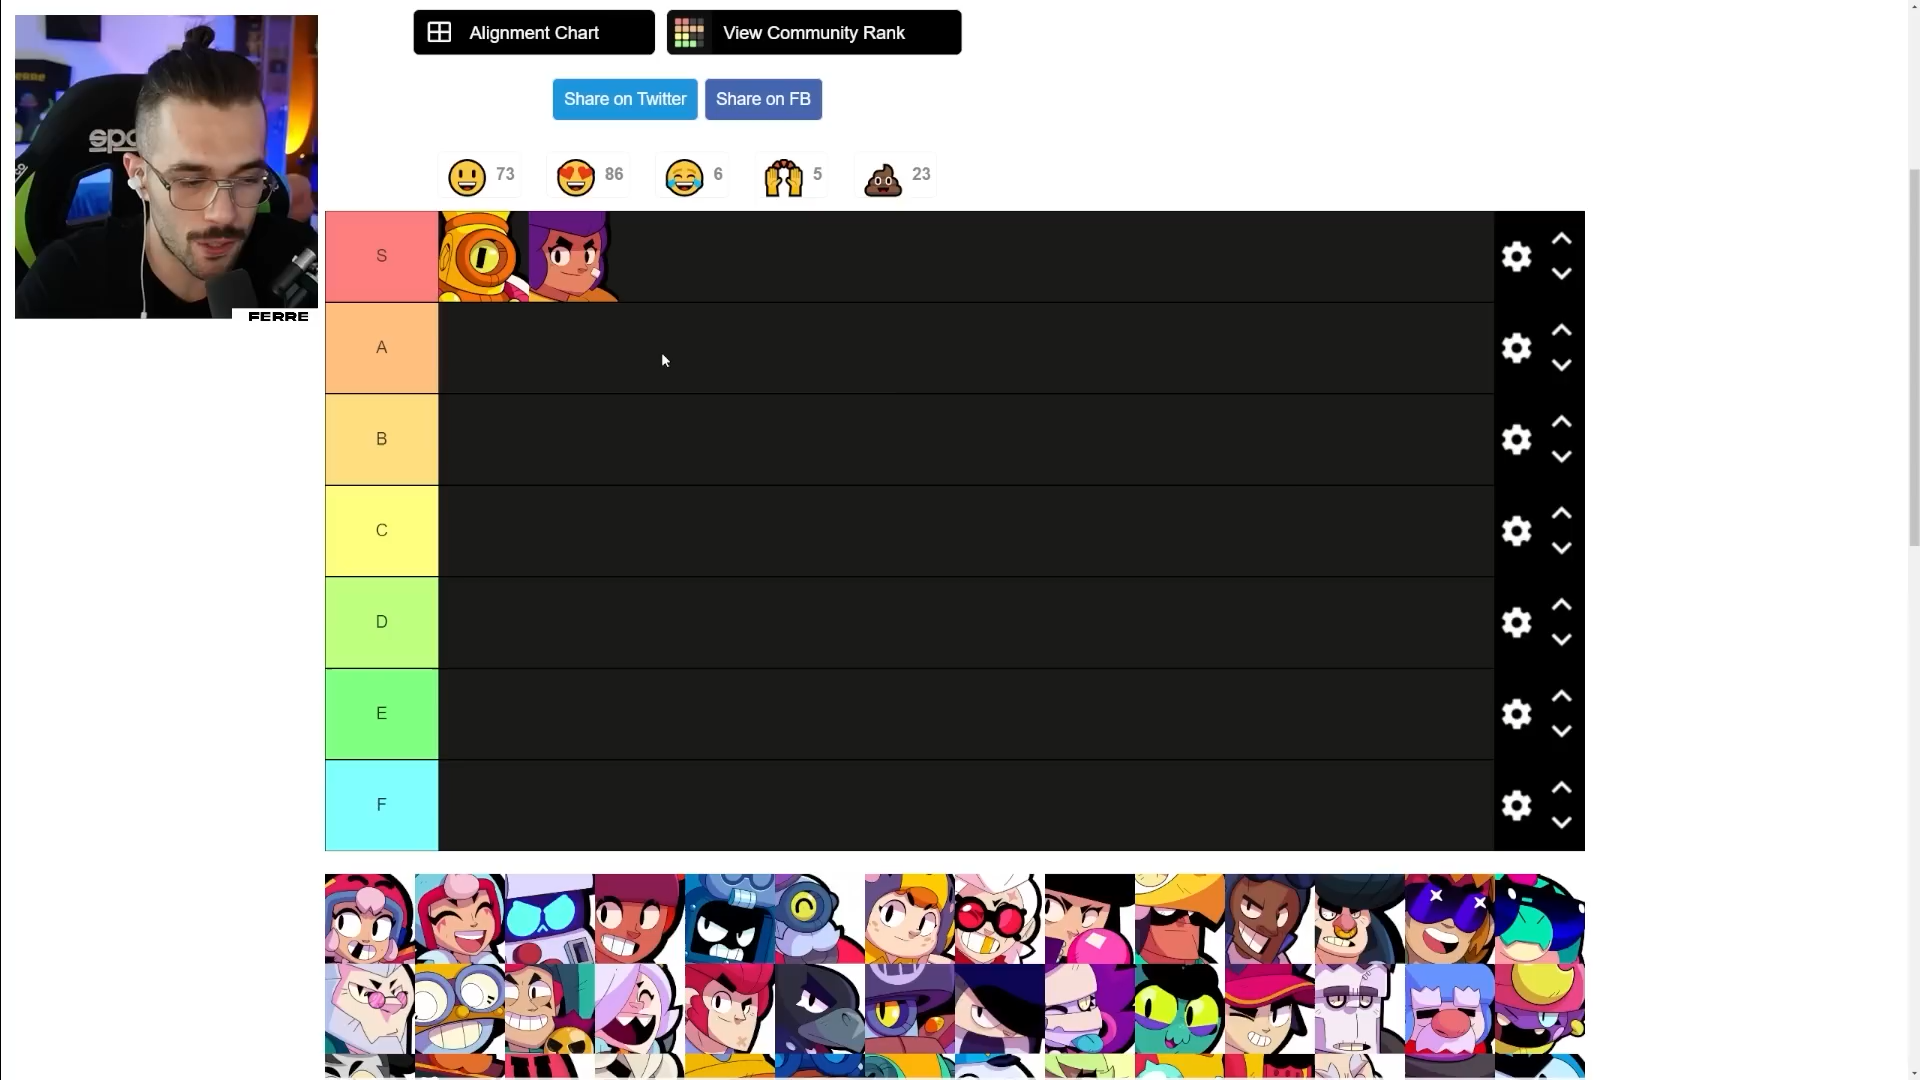 Alignment Chart
View Community Rank
Share on Twitter
Share on FB
73
86
6
5
23
FERRE
S
A
B
C
D
E
F